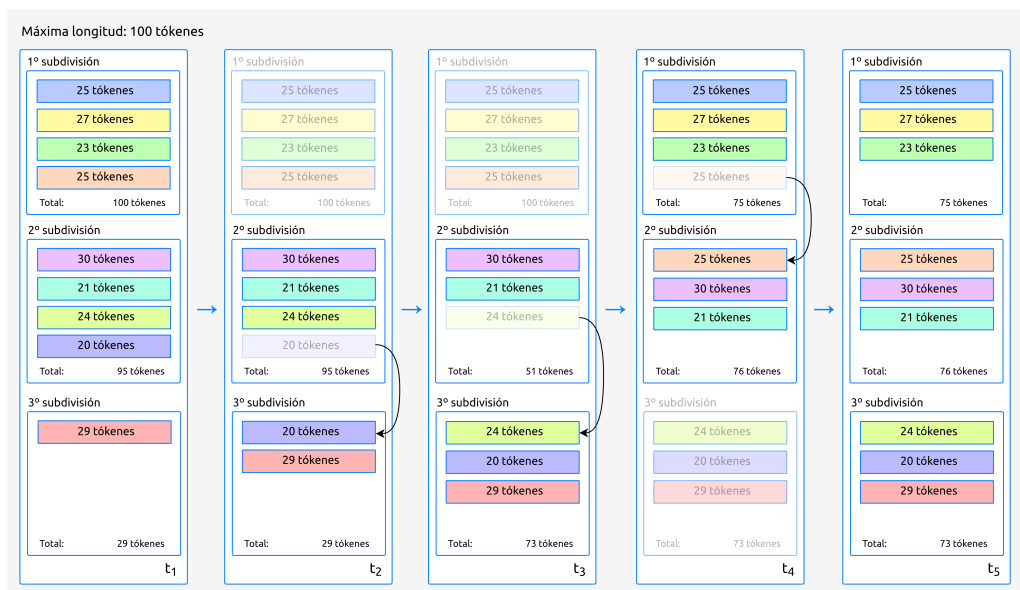 Máxima longitud: 100 tókenes
1º subdivisión
25 tókenes
27 tókenes
23 tókenes
25 tókenes
Total: 100 tókenes
2º subdivisión
30 tókenes
21 tókenes
24 tókenes
20 tókenes
Total: 95 tókenes
3º subdivisión
29 tókenes
Total: 29 tókenes
t1
1º subdivisión
25 tókenes
27 tókenes
23 tókenes
25 tókenes
Total: 100 tókenes
2º subdivisión
30 tókenes
21 tókenes
24 tókenes
20 tókenes
Total: 95 tókenes
3º subdivisión
20 tókenes
29 tókenes
Total: 29 tókenes
t2
1º subdivisión
25 tókenes
27 tókenes
23 tókenes
25 tókenes
Total: 100 tókenes
2º subdivisión
30 tókenes
21 tókenes
24 tókenes
Total: 51 tókenes
3º subdivisión
24 tókenes
20 tókenes
29 tókenes
Total: 73 tókenes
t3
1º subdivisión
25 tókenes
27 tókenes
23 tókenes
25 tókenes
Total: 75 tókenes
2º subdivisión
25 tókenes
30 tókenes
21 tókenes
Total: 76 tókenes
3º subdivisión
24 tókenes
20 tókenes
29 tókenes
Total: 73 tókenes
t4
1º subdivisión
25 tókenes
27 tókenes
23 tókenes
Total: 75 tókenes
2º subdivisión
25 tókenes
30 tókenes
21 tókenes
Total: 76 tókenes
3º subdivisión
24 tókenes
20 tókenes
29 tókenes
Total: 73 tókenes
t5